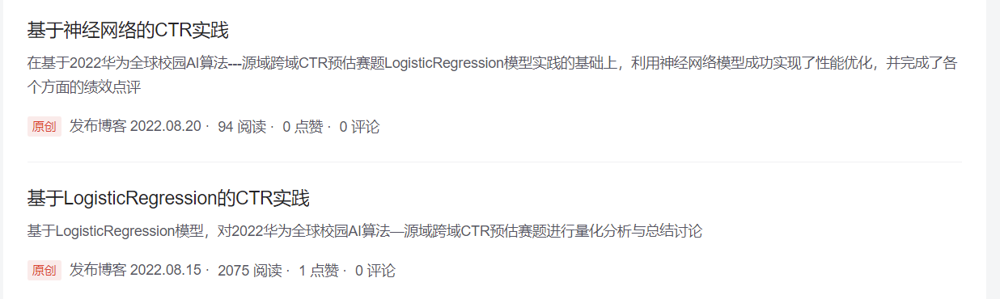 基于神经网络的CTR实践
在基于2022华为全球校园AI算法---源域跨域CTR预估赛题LogisticRegression模型实践的基础上，利用神经网络模型成功实现了性能优化，并完成了各
个方面的绩效点评
原创 发布博客 2022.08.20 · 94 阅读 · 0 点赞 · 0 评论
基于LogisticRegression的CTR实践
基于LogisticRegression模型，对2022华为全球校园AI算法—源域跨域CTR预估赛题进行量化分析与总结讨论
原创 发布博客 2022.08.15 · 2075 阅读 · 1 点赞 · 0 评论